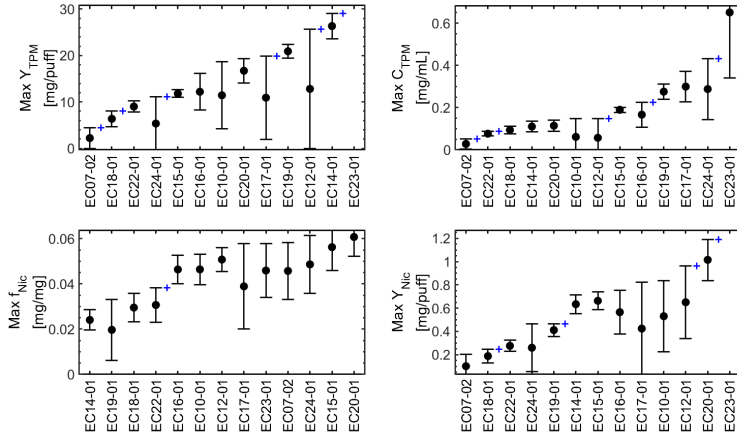 Max Y_TPM
[mg/puff]
30
20
10
0
EC07-02 EC18-01 EC22-01 EC24-01 EC15-01 EC16-01 EC10-01 EC20-01 EC17-01 EC19-01 EC12-01 EC14-01 EC23-01
Max C_TPM
[mg/mL]
0.6
0.4
0.2
0
EC07-02 EC22-01 EC18-01 EC14-01 EC20-01 EC10-01 EC12-01 EC15-01 EC16-01 EC19-01 EC17-01 EC24-01 EC23-01
Max f_Nic
[mg/mg]
0.06
0.04
0.02
0
EC14-01 EC19-01 EC18-01 EC22-01 EC16-01 EC10-01 EC12-01 EC17-01 EC23-01 EC07-02 EC24-01 EC15-01 EC20-01
Max Y_Nic
[mg/puff]
1.2
1
0.8
0.6
0.4
0.2
EC07-02 EC18-01 EC22-01 EC24-01 EC19-01 EC14-01 EC15-01 EC16-01 EC17-01 EC10-01 EC12-01 EC20-01 EC23-01